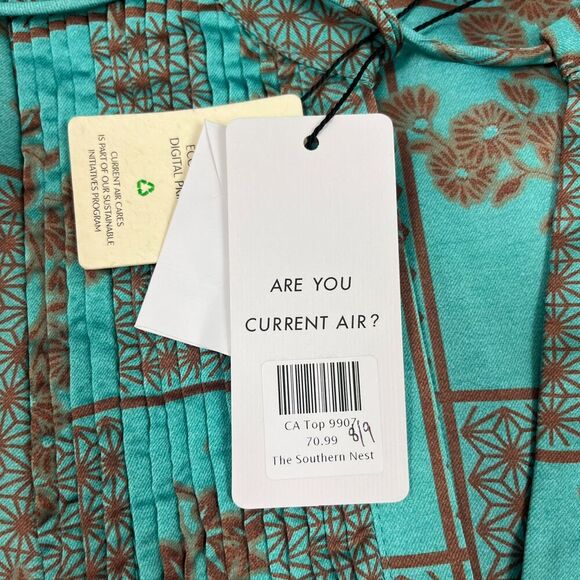 CURRENT AIR CARES
IS PART OF OUR SUSTAINABLE
INITIATIVES PROGRAM
DIGITAL
ARE YOU
CURRENT AIR?
CA Top 9907
70.99 8/9
The Southern Nest